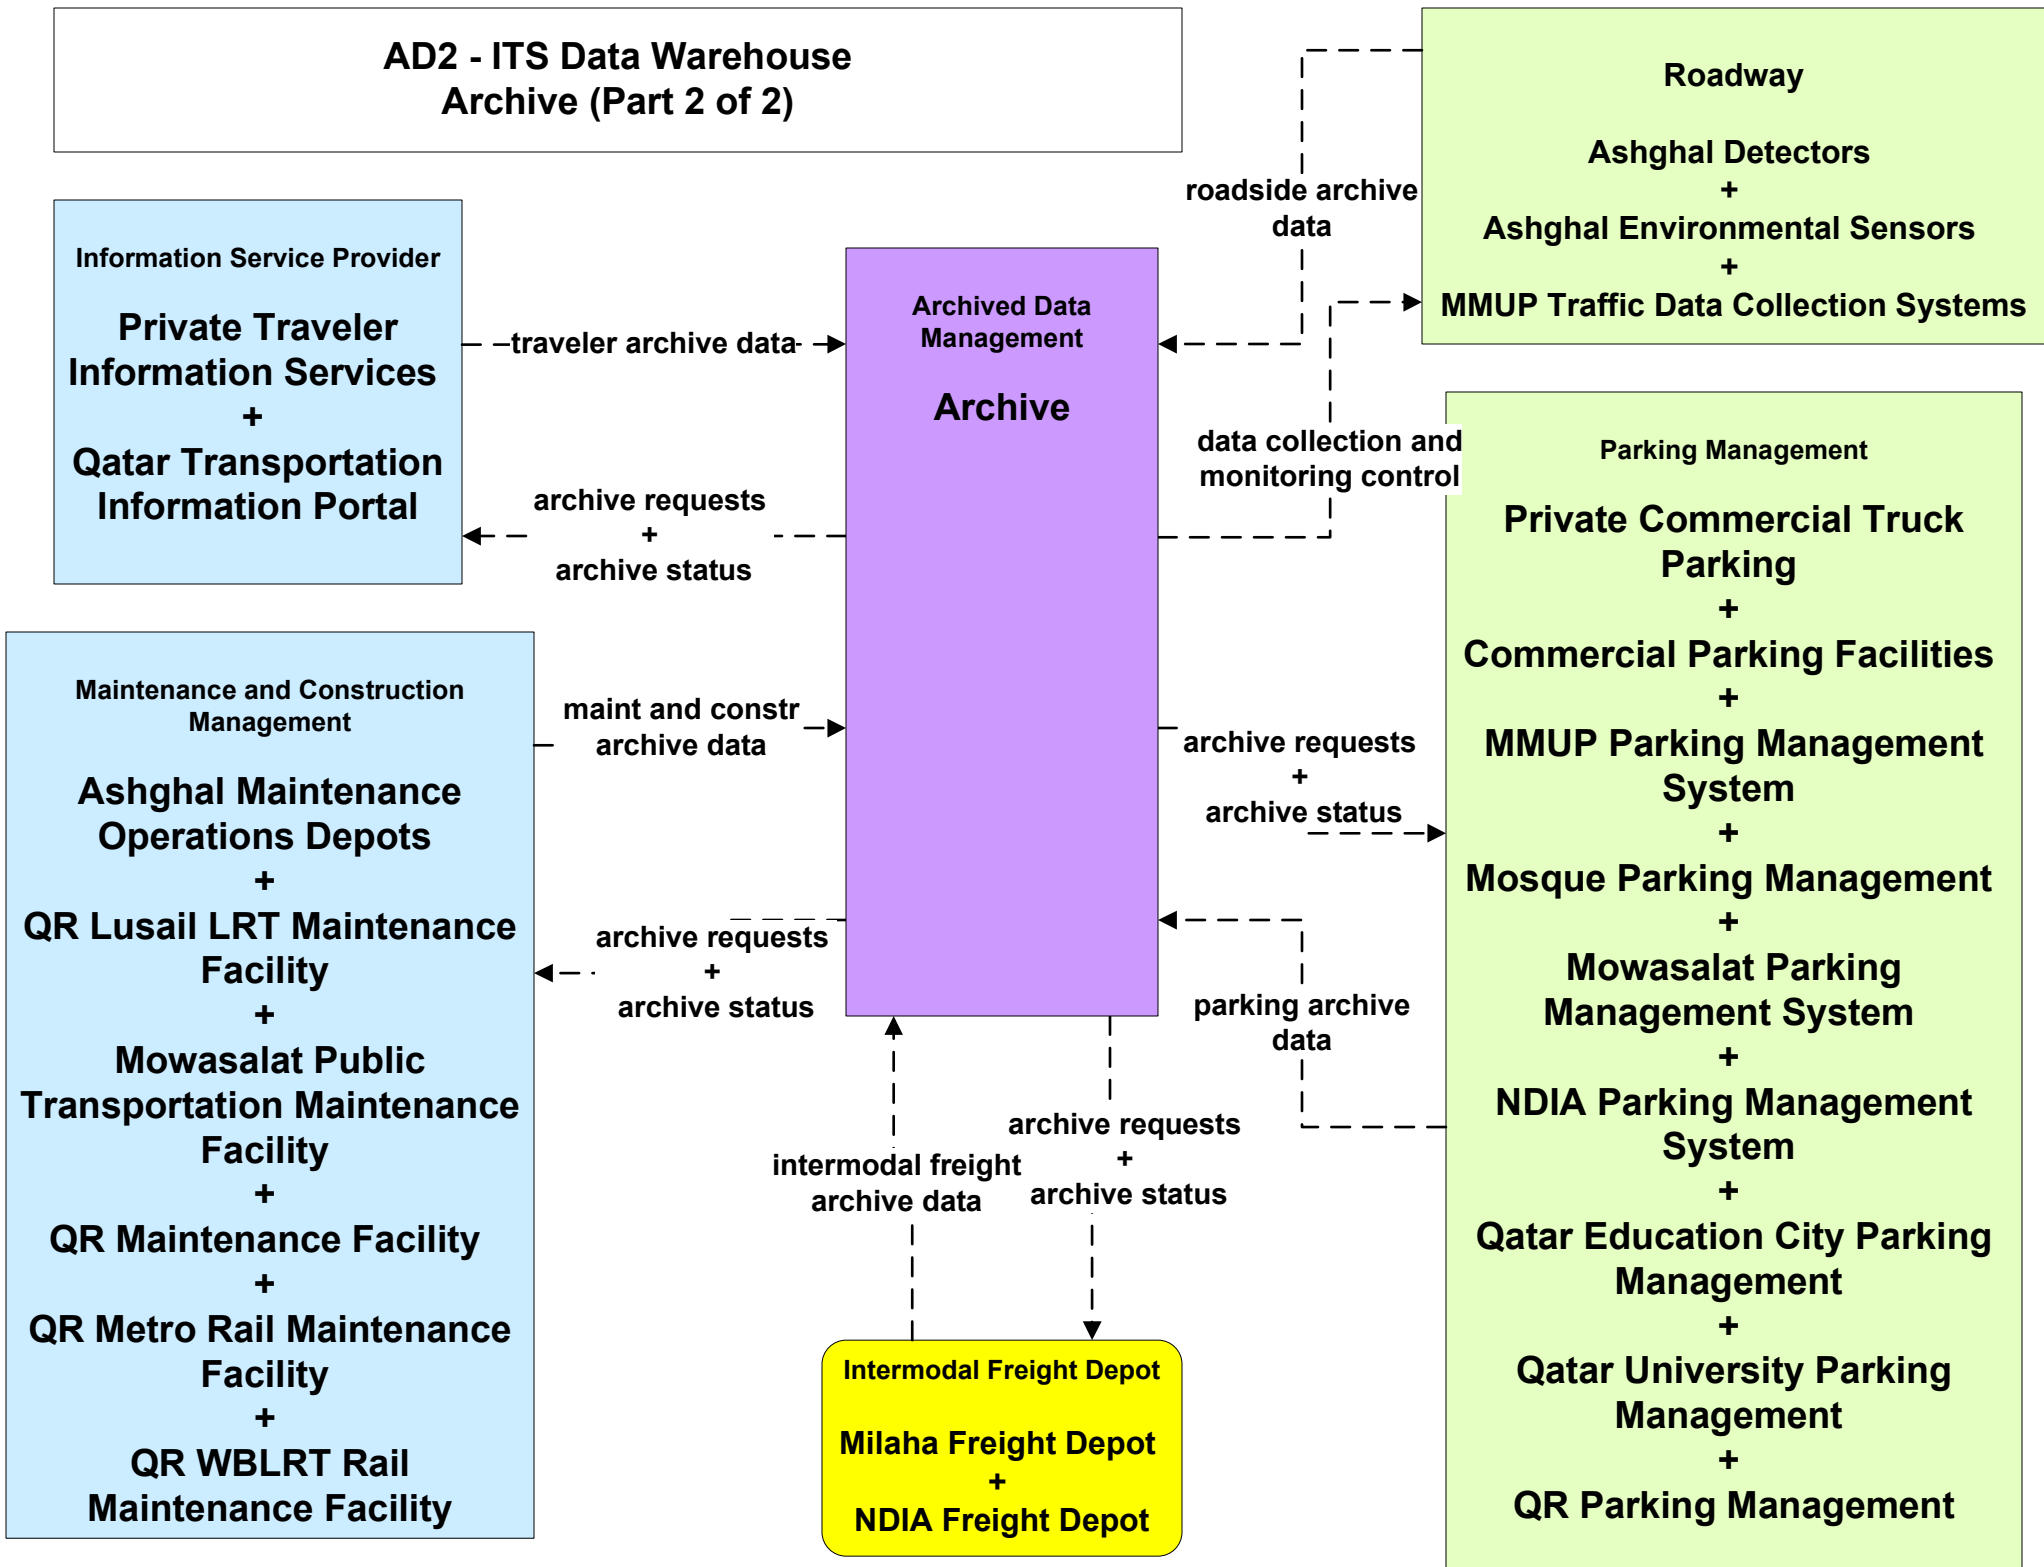 AD2 - ITS Data Warehouse
Archive (Part 2 of 2)
Information Service Provider
Private Traveler
Information Services
+
Qatar Transportation
Information Portal
traveler archive data
archive requests
+
archive status
Maintenance and Construction
Management
Ashghal Maintenance
Operations Depots
+
QR Lusail LRT Maintenance
Facility
+
Mowasalat Public
Transportation Maintenance
Facility
+
QR Maintenance Facility
+
QR Metro Rail Maintenance
Facility
+
QR WBLRT Rail
Maintenance Facility
maint and constr
archive data
archive requests
+
archive status
Archived Data
Management
Archive
intermodal freight
archive data
archive requests
+
archive status
Intermodal Freight Depot
Milaha Freight Depot
+
NDIA Freight Depot
roadside archive
data
data collection and
monitoring control
Roadway
Ashghal Detectors
+
Ashghal Environmental Sensors
+
MMUP Traffic Data Collection Systems
archive requests
+
archive status
parking archive
data
Parking Management
Private Commercial Truck
Parking
+
Commercial Parking Facilities
+
MMUP Parking Management
System
+
Mosque Parking Management
+
Mowasalat Parking
Management System
+
NDIA Parking Management
System
+
Qatar Education City Parking
Management
+
Qatar University Parking
Management
+
QR Parking Management